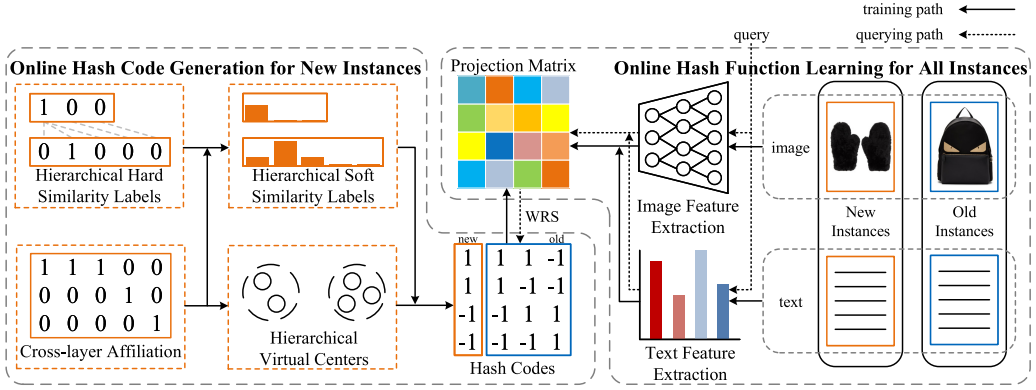 training path
querying path
query
Online Hash Code Generation for New Instances
1 0 0
0 1 0 0 0
Hierarchical Hard
Similarity Labels
Hierarchical Soft
Similarity Labels
1 1 1 0 0
0 0 0 1 0
0 0 0 0 1
Cross-layer Affiliation
Hierarchical
Virtual Centers
Projection Matrix
WRS
new
old
1 1 1 -1
1 1 -1 -1
-1 -1 1 1
-1 -1 -1 1
Hash Codes
Online Hash Function Learning for All Instances
Image Feature
Extraction
Text Feature
Extraction
image
text
New
Instances
Old
Instances